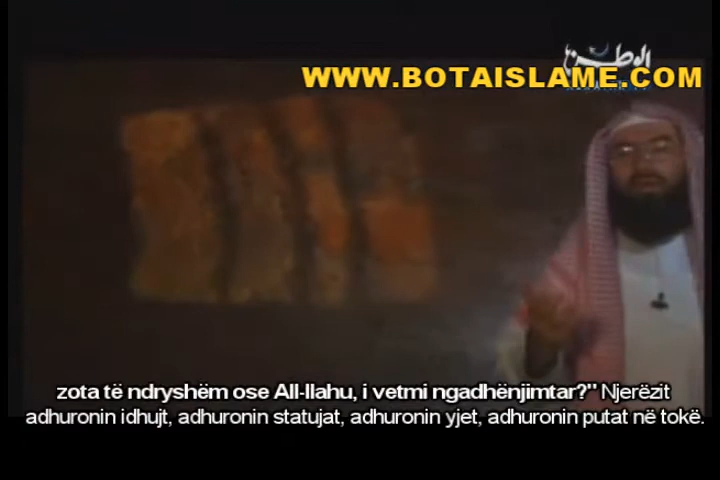 الوطن
WWW.BOTAISLAME.COM
zota të ndryshëm ose All-llahu, i vetmi ngadhënjimtar?" Njerëzit
adhuronin idhujt, adhuronin statujat, adhuronin yjet, adhuronin putat në tokë.